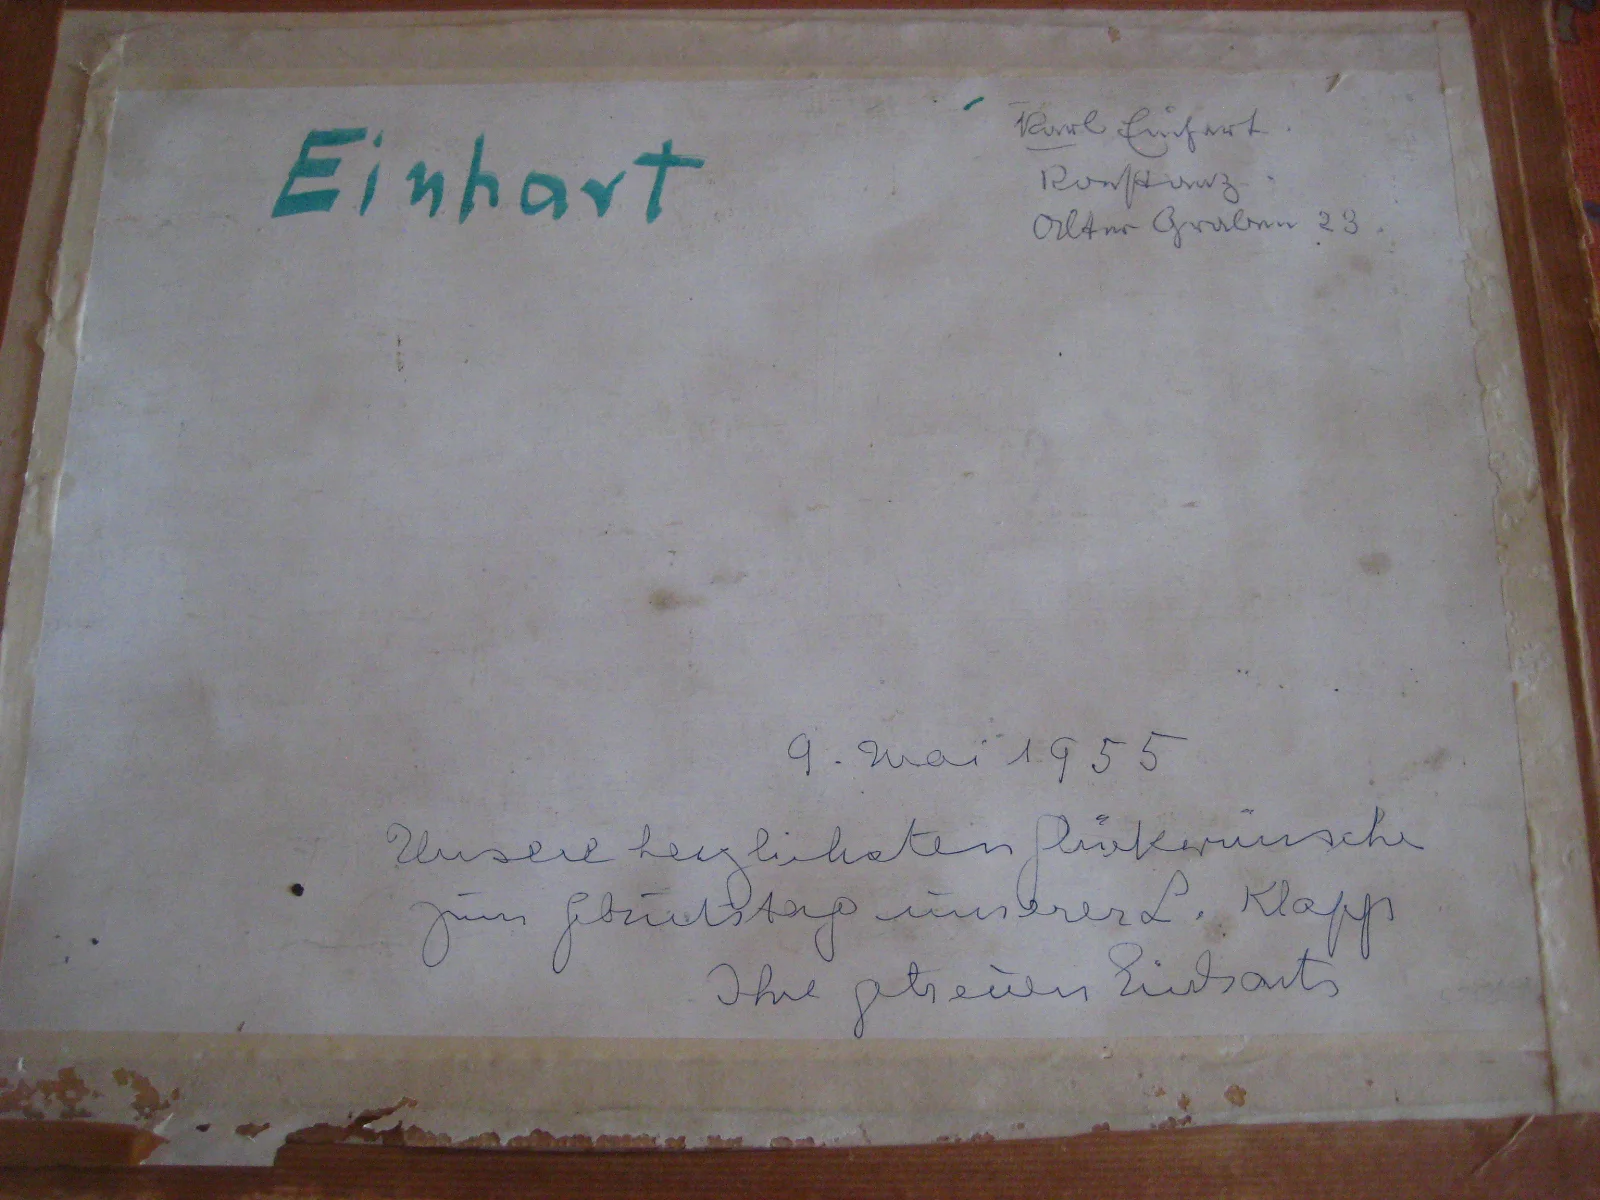 Einhart
Karl Einhart.
Konstanz.
Alter Graben 23.
9. Mai 1955
Unsere herzlichsten Glückwünsche
zum Geburtstag unserer L. Klapp
Ihre getreuen Einharts